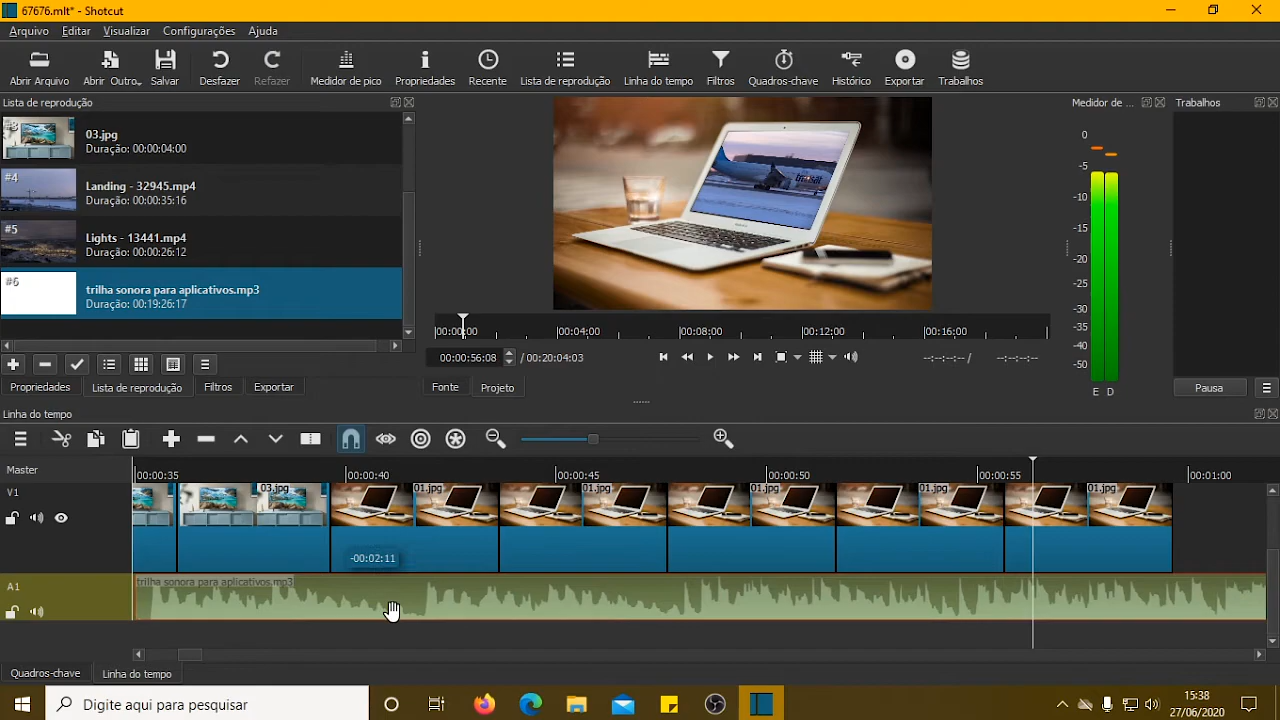 67676.mlt* - Shotcut
Arquivo Editar Visualizar Configurações Ajuda
Abrir Arquivo Abrir Outro.. Salvar Desfazer Refazer Medidor de pico Propriedades Recente Lista de reprodução Linha do tempo Filtros Quadros-chave Histórico Exportar Trabalhos
Lista de reprodução
Medidor de ...
Trabalhos
03.jpg
Duração: 00:00:04:00
#4
Landing - 32945.mp4
Duração: 00:00:35:16
#5
Lights - 13441.mp4
Duração: 00:00:26:12
#6
trilha sonora para aplicativos.mp3
Duração: 00:19:26:17
0
-5
-10
-15
-20
-25
-30
-35
-40
-50
E D
00:00:00 00:04:00 00:08:00 00:12:00 00:16:00
00:00:56:08 / 00:20:04:03 --:--:--:-- / --:--:--:--
Propriedades Lista de reprodução Filtros Exportar
Fonte Projeto
Pausa
Linha do tempo
Master
00:00:35 00:00:40 00:00:45 00:00:50 00:00:55 00:01:00
V1
03.jpg 01.jpg 01.jpg 01.jpg 01.jpg 01.jpg
-00:02:11
A1
trilha sonora para aplicativos.mp3
Quadros-chave Linha do tempo
Digite aqui para pesquisar
15:38
27/06/2020